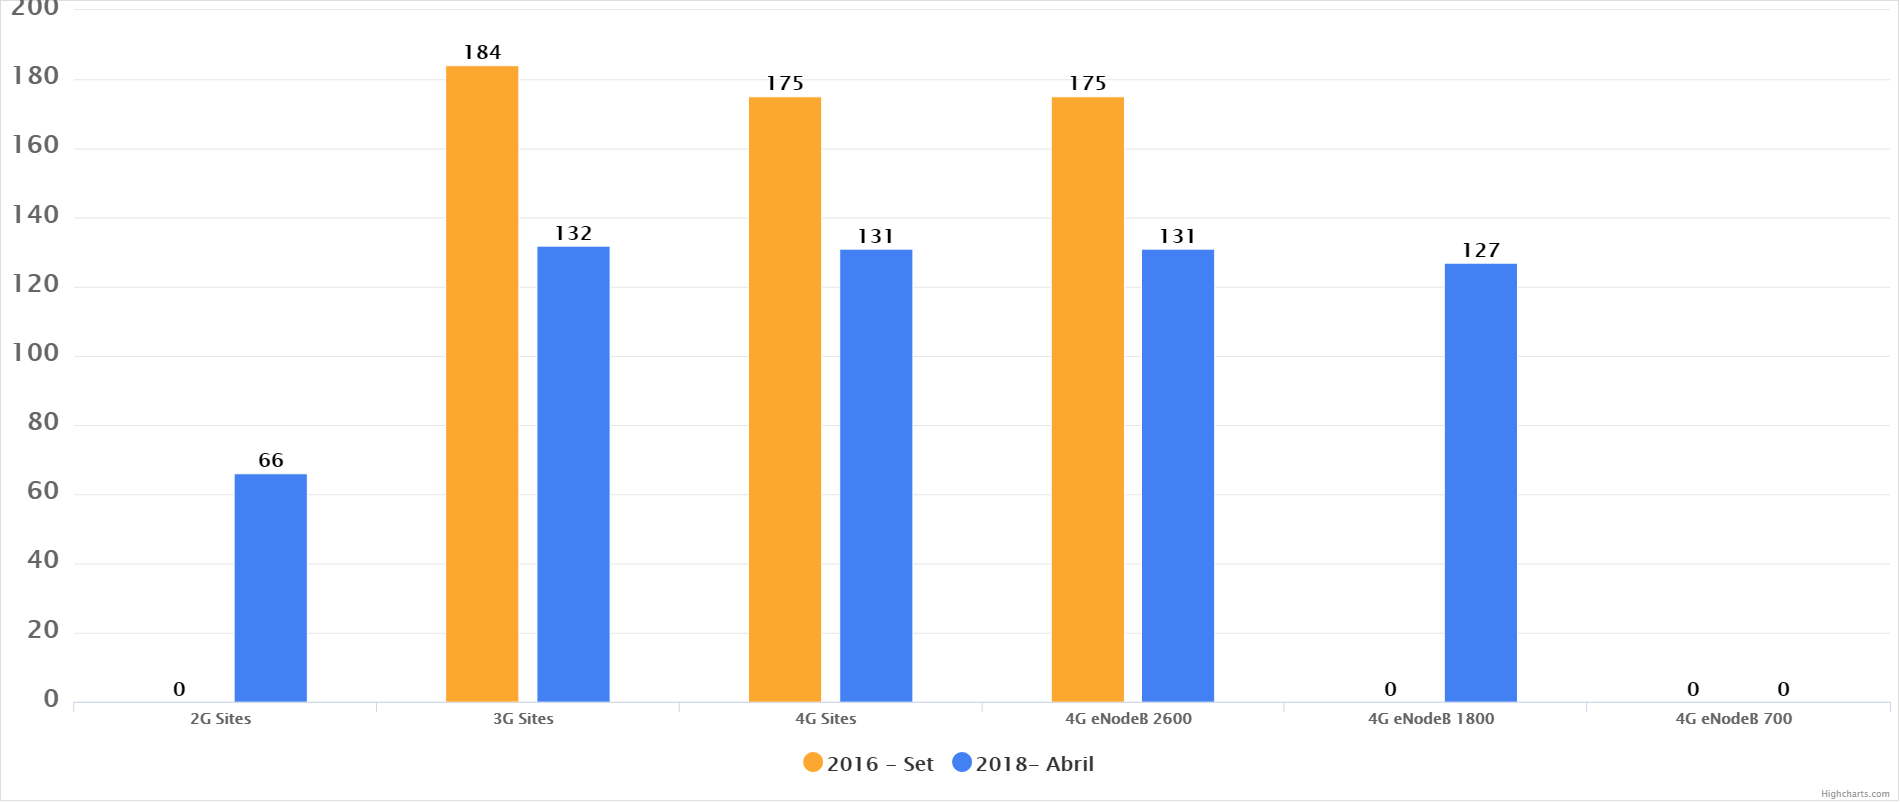 200
180
160
140
120
100
80
60
40
20
0
0
66
184
132
175
131
175
131
0
127
0
0
2G Sites
3G Sites
4G Sites
4G eNodeB 2600
4G eNodeB 1800
4G eNodeB 700
2016 - Set
2018- Abril
Highcharts.com